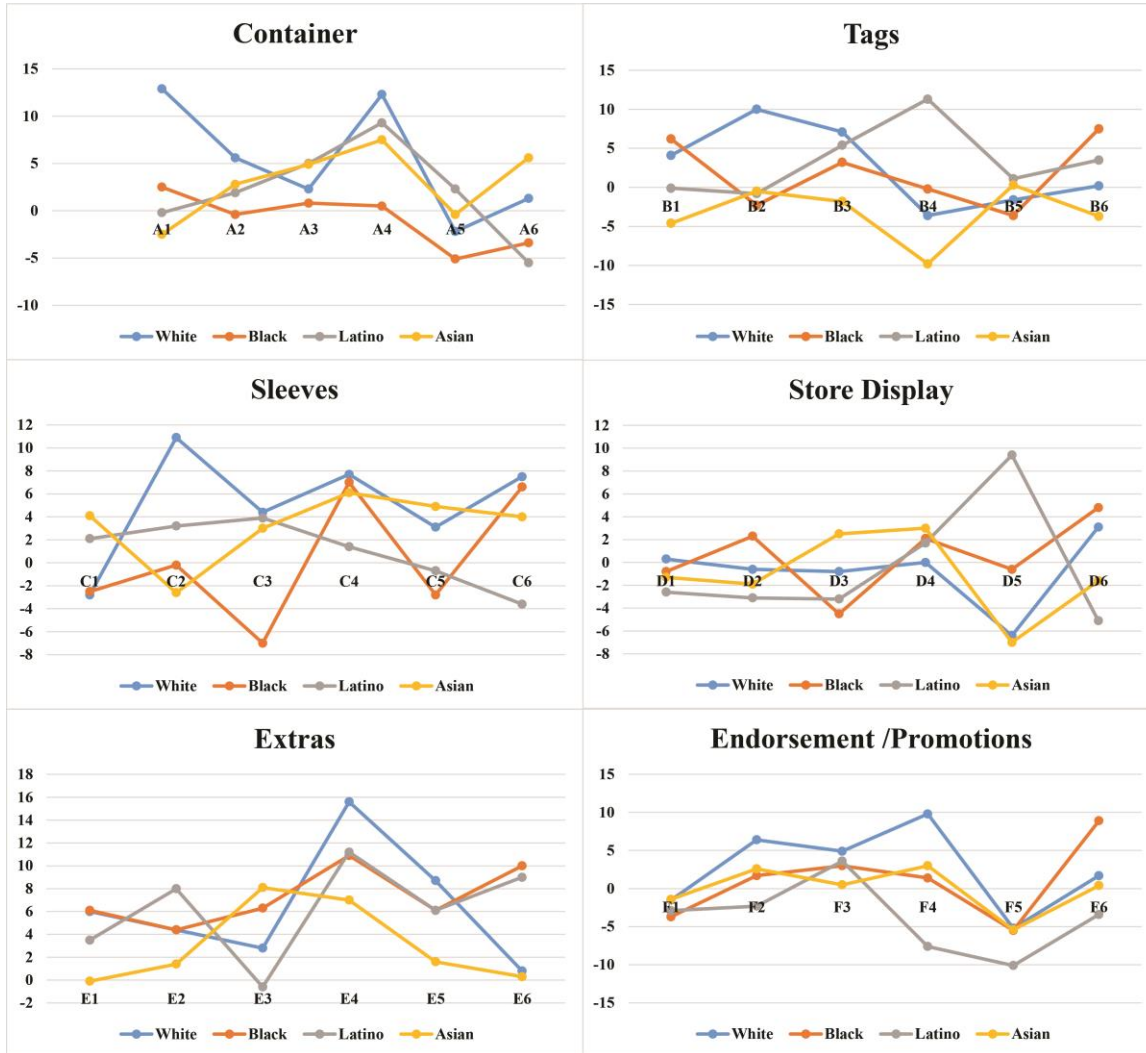 Container
15
10
5
0
-5
-10
A1 A2 A3 A4 A5 A6
White Black Latino Asian
Tags
15
10
5
0
-5
-10
-15
B1 B2 B3 B4 B5 B6
White Black Latino Asian
Sleeves
12
10
8
6
4
2
0
-2
-4
-6
-8
C1 C2 C3 C4 C5 C6
White Black Latino Asian
Store Display
12
10
8
6
4
2
0
-2
-4
-6
-8
D1 D2 D3 D4 D5 D6
White Black Latino Asian
Extras
18
16
14
12
10
8
6
4
2
0
-2
E1 E2 E3 E4 E5 E6
White Black Latino Asian
Endorsement /Promotions
15
10
5
0
-5
-10
-15
F1 F2 F3 F4 F5 F6
White Black Latino Asian